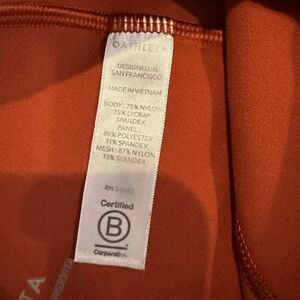 ATHLETA
DESIGNED IN
SAN FRANCISCO
MADE IN VIETNAM
BODY: 75% NYLON
25% LYCRA®
SPANDEX
PANEL:
89% POLYESTER
11% SPANDEX
MESH: 87% NYLON
13% SPANDEX
RN
Certified
B
Corporation